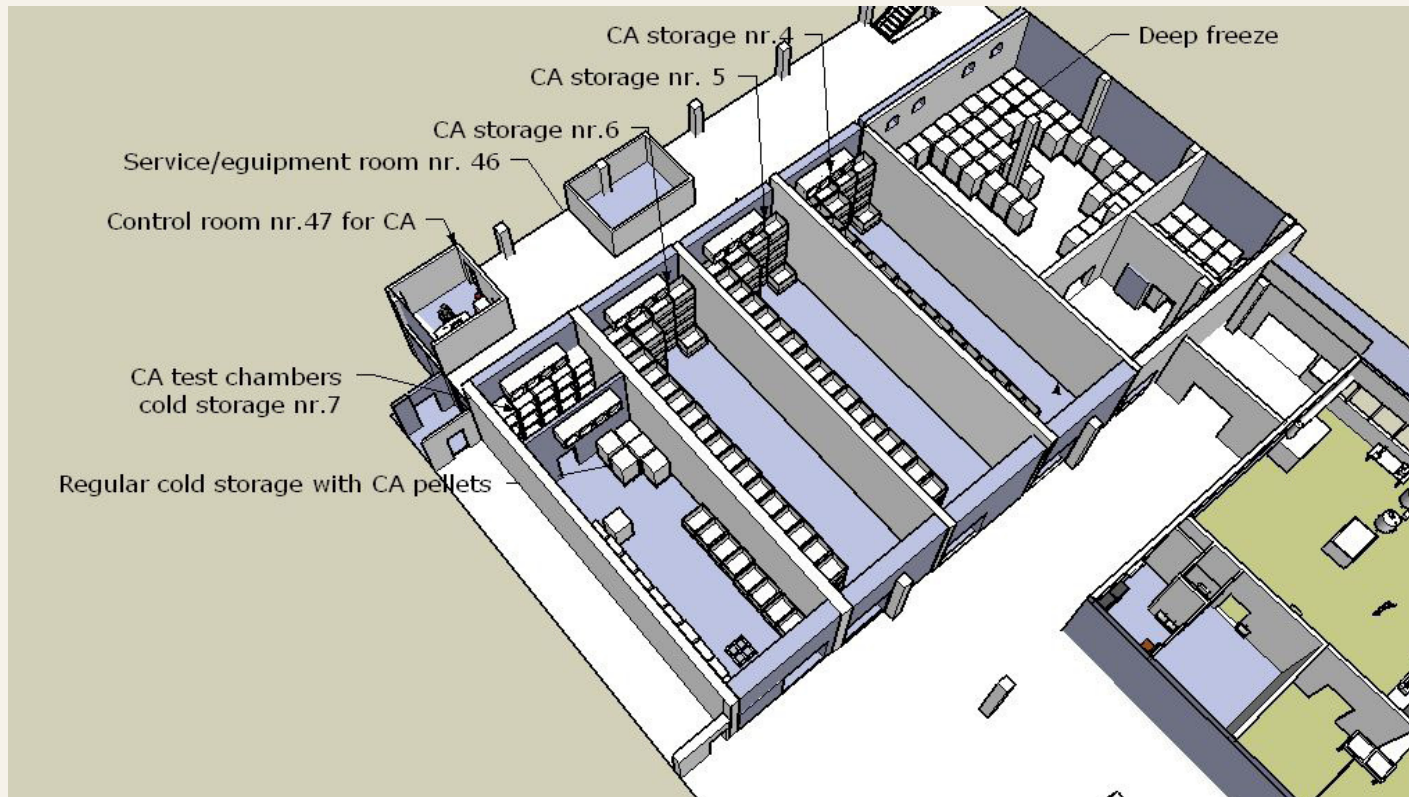 CA storage nr.4
Deep freeze
CA storage nr. 5
CA storage nr.6
Service/eguipment room nr. 46
Control room nr.47 for CA
CA test chambers
cold storage nr.7
Regular cold storage with CA pellets